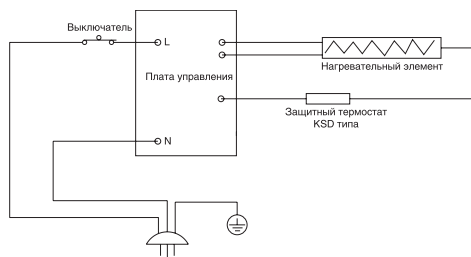 Выключатель
L
Плата управления
Нагревательный элемент
Защитный термостат
KSD типа
N